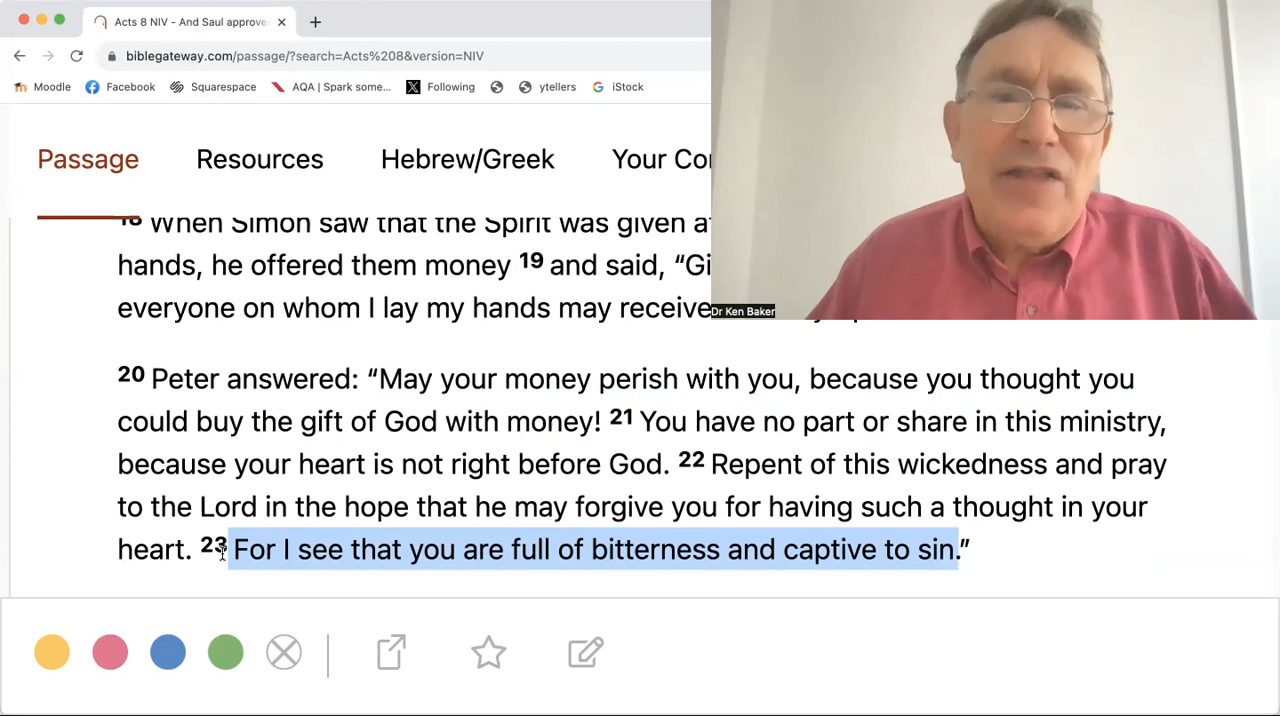 Acts 8 NIV - And Saul approve
biblegateway.com/passage/?search=Acts%208&version=NIV
Moodle Facebook Squarespace AQA | Spark some... Following ytellers iStock
Passage Resources Hebrew/Greek Your Co
18 When Simon saw that the Spirit was given a
hands, he offered them money 19 and said, “Gi
everyone on whom I lay my hands may receive
Dr Ken Baker
20 Peter answered: “May your money perish with you, because you thought you
could buy the gift of God with money! 21 You have no part or share in this ministry,
because your heart is not right before God. 22 Repent of this wickedness and pray
to the Lord in the hope that he may forgive you for having such a thought in your
heart. 23 For I see that you are full of bitterness and captive to sin.”